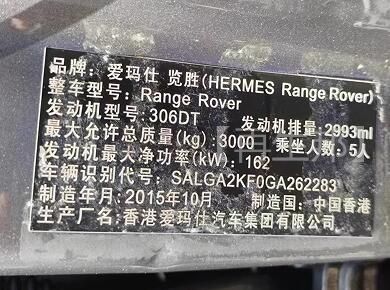 品牌：爱玛仕 览胜(HERMES Range Rover)
整车型号：Range Rover
发动机型号：306DT 发动机排量：2993ml
最大允许总质量(kg)：3000 乘坐人数：5人
发动机最大净功率(kW)：162
车辆识别代号：SALGA2KF0GA262283
制造年月：2015年10月 制造国：中国香港
生产厂名：香港爱玛仕汽车集团有限公司